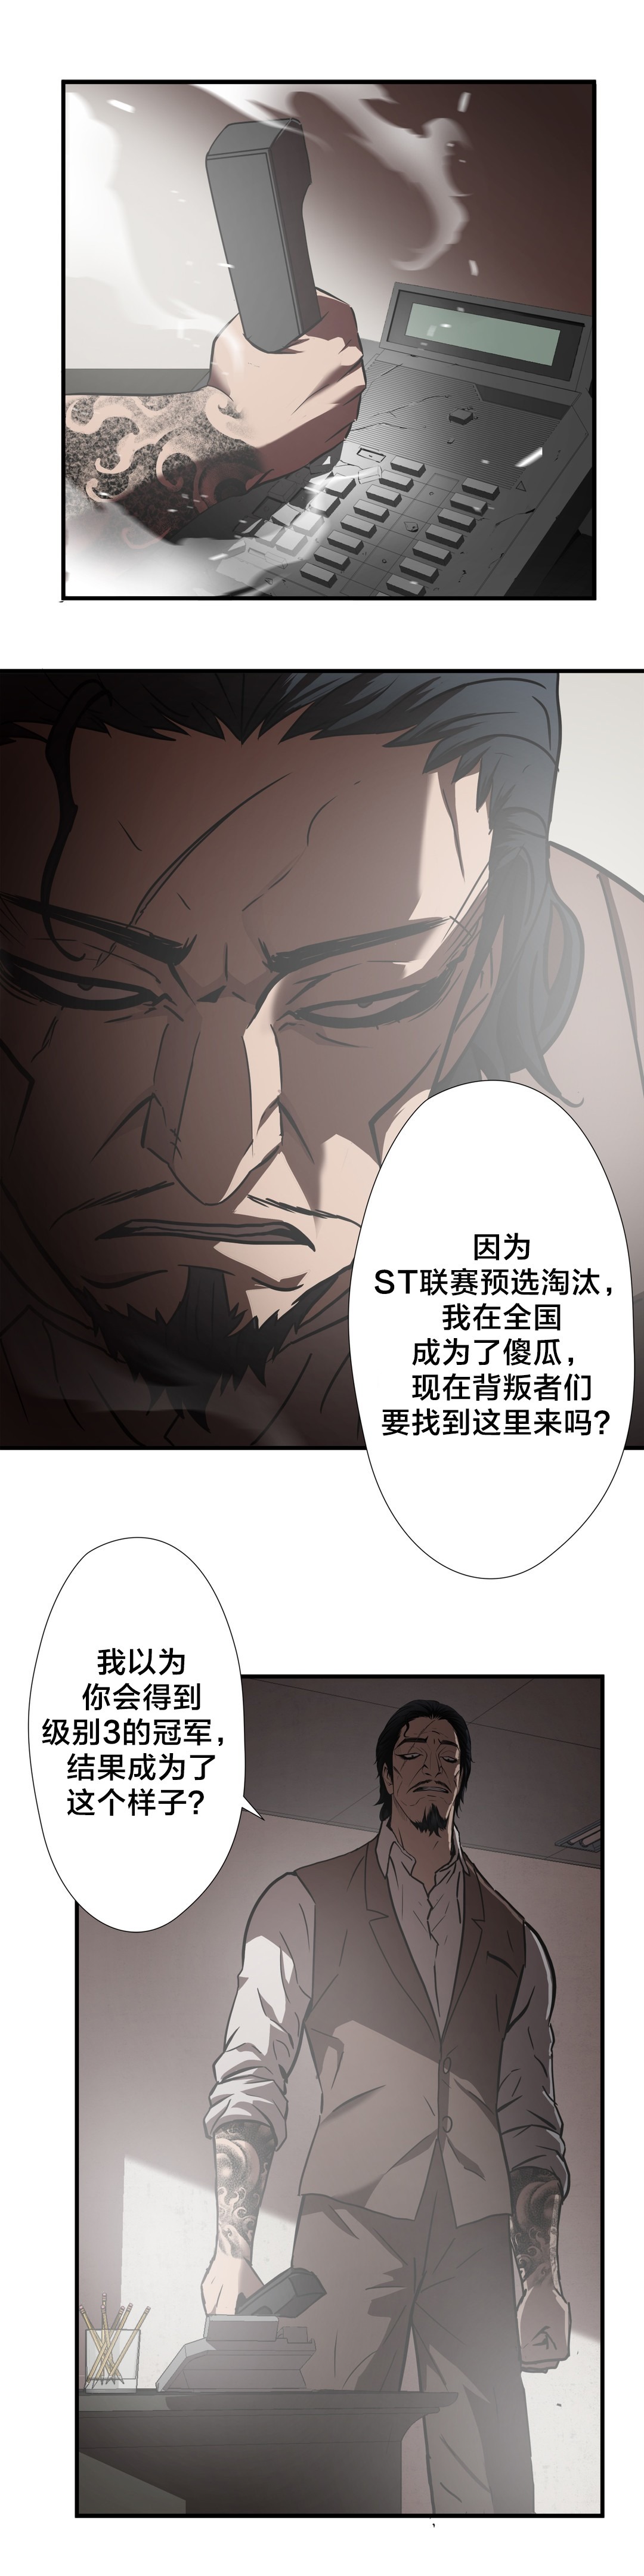 因为
ST联赛预选淘汰，
我在全国
成为了傻瓜，
现在背叛者们
要找到这里来吗？
我以为
你会得到
级别3的冠军，
结果成为了
这个样子？